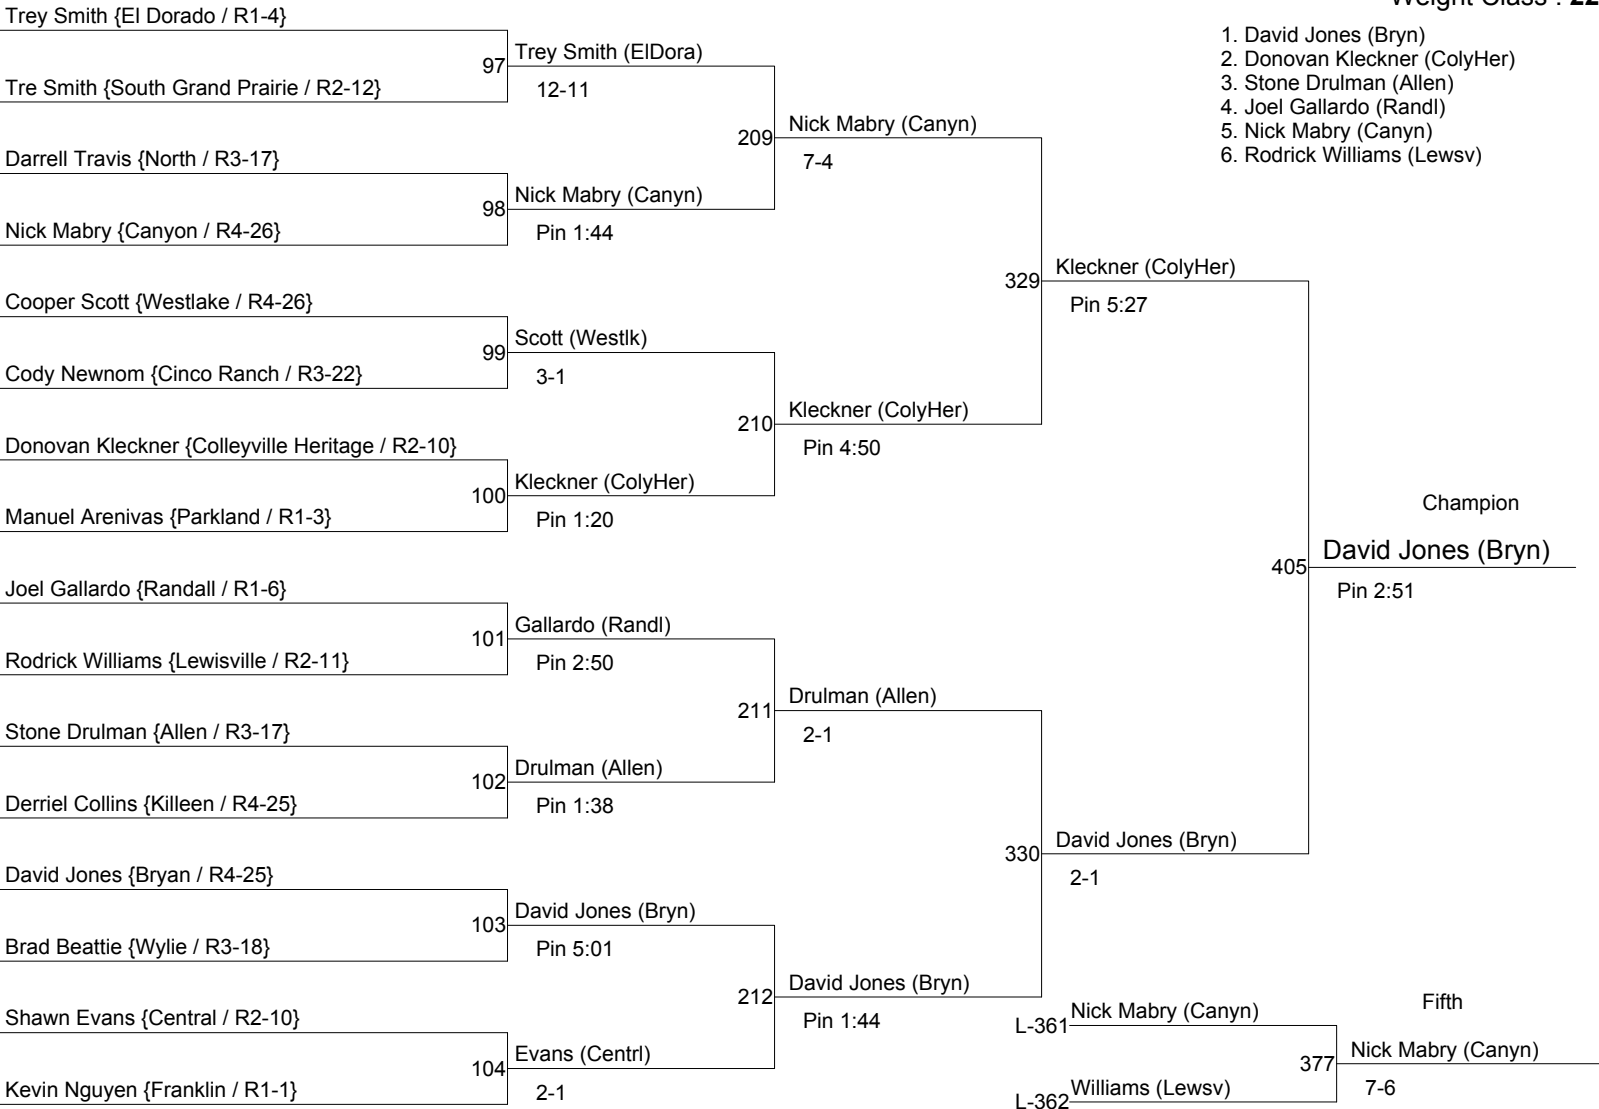 Weight Class : 22
1. David Jones (Bryn)
2. Donovan Kleckner (ColyHer)
3. Stone Drulman (Allen)
4. Joel Gallardo (Randl)
5. Nick Mabry (Canyn)
6. Rodrick Williams (Lewsv)
Trey Smith {El Dorado / R1-4}
Tre Smith {South Grand Prairie / R2-12}
Darrell Travis {North / R3-17}
Nick Mabry {Canyon / R4-26}
Cooper Scott {Westlake / R4-26}
Cody Newnom {Cinco Ranch / R3-22}
Donovan Kleckner {Colleyville Heritage / R2-10}
Manuel Arenivas {Parkland / R1-3}
Joel Gallardo {Randall / R1-6}
Rodrick Williams {Lewisville / R2-11}
Stone Drulman {Allen / R3-17}
Derriel Collins {Killeen / R4-25}
David Jones {Bryan / R4-25}
Brad Beattie {Wylie / R3-18}
Shawn Evans {Central / R2-10}
Kevin Nguyen {Franklin / R1-1}
97 Trey Smith (ElDora)
12-11
98 Nick Mabry (Canyn)
Pin 1:44
99 Scott (Westlk)
3-1
100 Kleckner (ColyHer)
Pin 1:20
101 Gallardo (Randl)
Pin 2:50
102 Drulman (Allen)
Pin 1:38
103 David Jones (Bryn)
Pin 5:01
104 Evans (Centrl)
2-1
209 Nick Mabry (Canyn)
7-4
210 Kleckner (ColyHer)
Pin 4:50
211 Drulman (Allen)
2-1
212 David Jones (Bryn)
Pin 1:44
329 Kleckner (ColyHer)
Pin 5:27
330 David Jones (Bryn)
2-1
Champion
405 David Jones (Bryn)
Pin 2:51
L-361 Nick Mabry (Canyn)
L-362 Williams (Lewsv)
Fifth
377 Nick Mabry (Canyn)
7-6